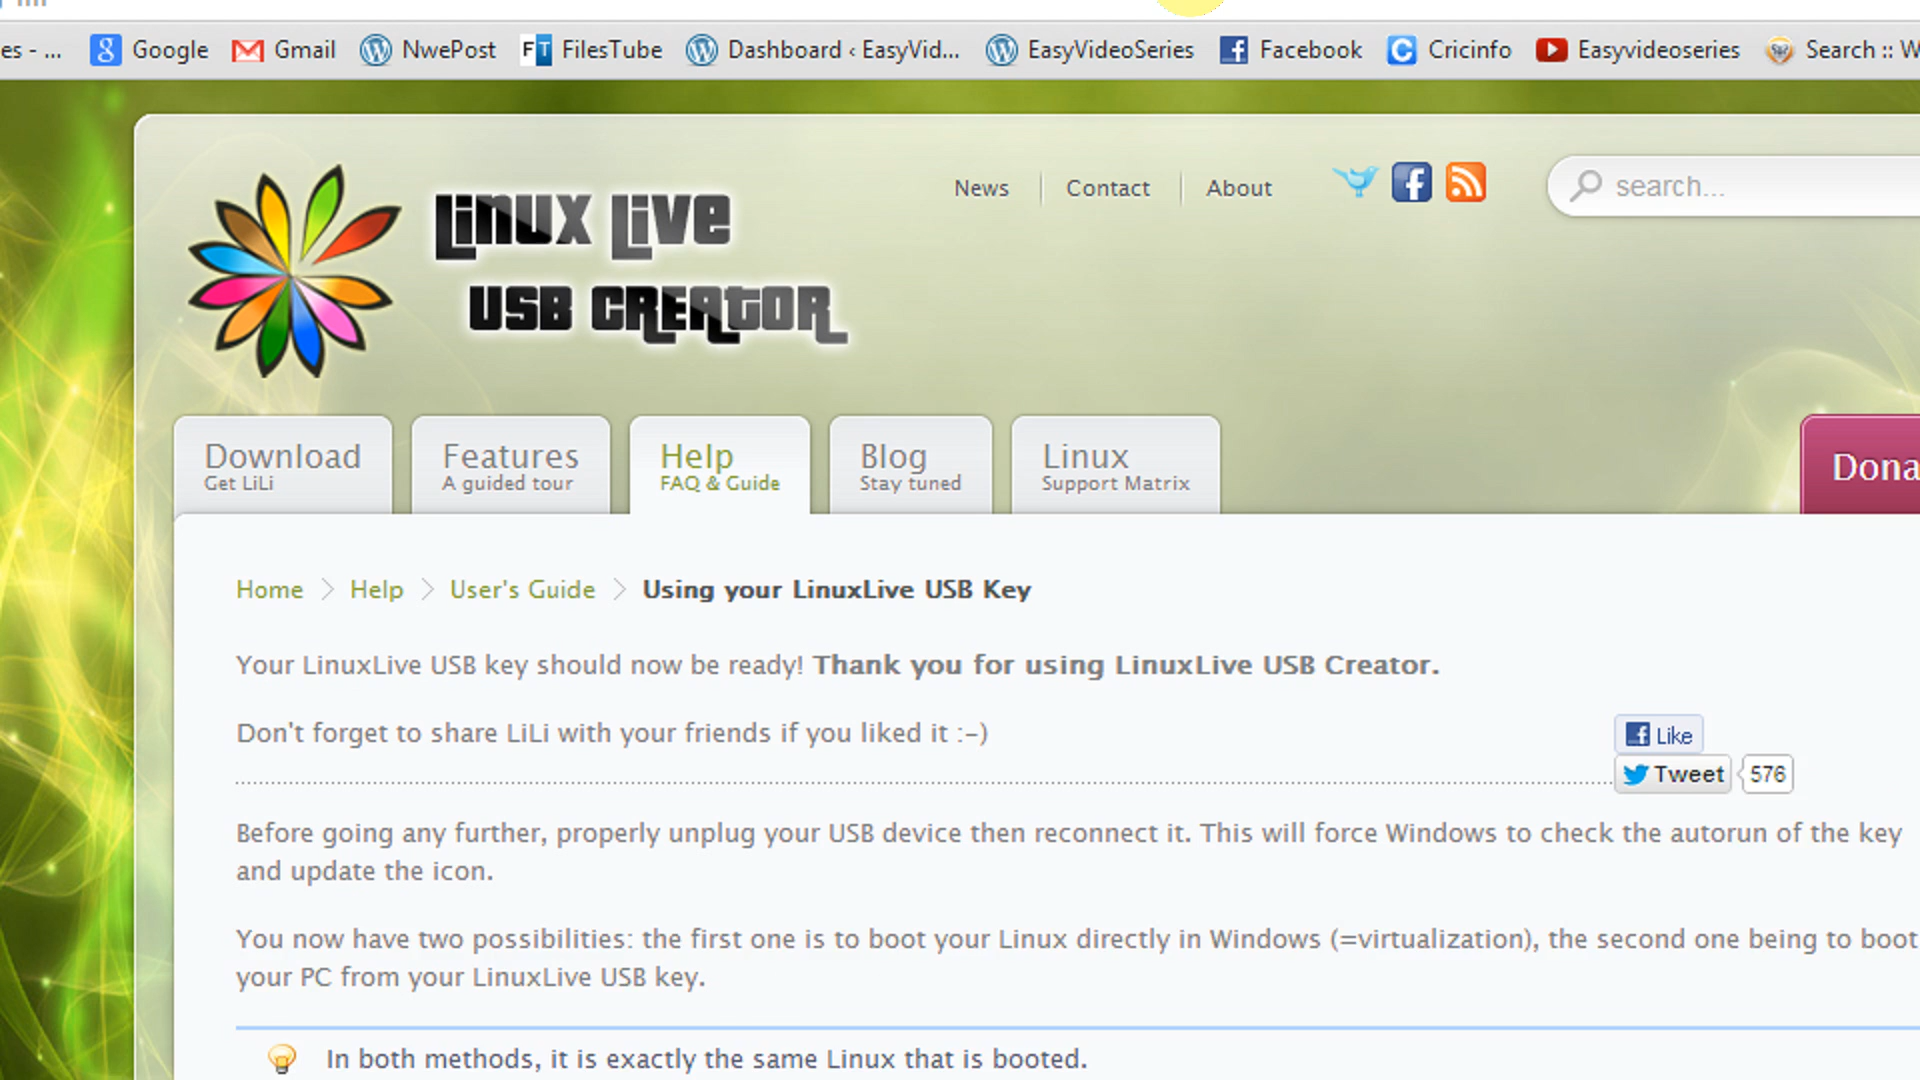 es - ... Google Gmail NwePost FT FilesTube Dashboard ‹ EasyVid... EasyVideoSeries Facebook Cricinfo Easyvideoseries Search :: W
Linux Live
USB Creator
News Contact About
search...
Download
Get LiLi
Features
A guided tour
Help
FAQ & Guide
Blog
Stay tuned
Linux
Support Matrix
Dona
Home > Help > User's Guide > Using your LinuxLive USB Key
Your LinuxLive USB key should now be ready! Thank you for using LinuxLive USB Creator.
Don't forget to share LiLi with your friends if you liked it :-)
Like
Tweet 576
Before going any further, properly unplug your USB device then reconnect it. This will force Windows to check the autorun of the key
and update the icon.
You now have two possibilities: the first one is to boot your Linux directly in Windows (=virtualization), the second one being to boot
your PC from your LinuxLive USB key.
In both methods, it is exactly the same Linux that is booted.